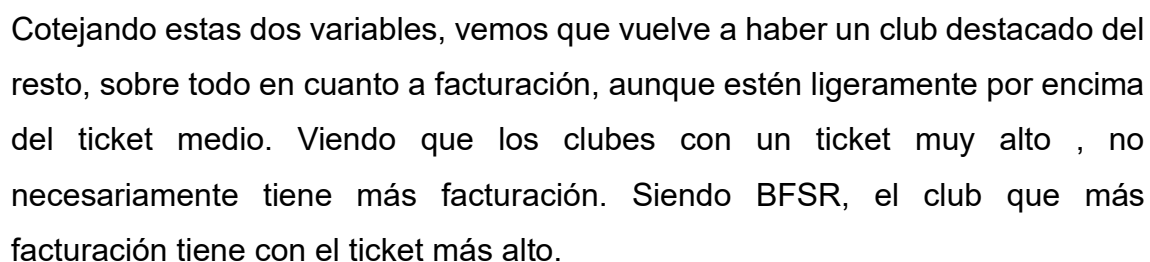 Cotejando estas dos variables, vemos que vuelve a haber un club destacado del
resto, sobre todo en cuanto a facturación, aunque estén ligeramente por encima
del ticket medio. Viendo que los clubes con un ticket muy alto , no
necesariamente tiene más facturación. Siendo BFSR, el club que más
facturación tiene con el ticket más alto.